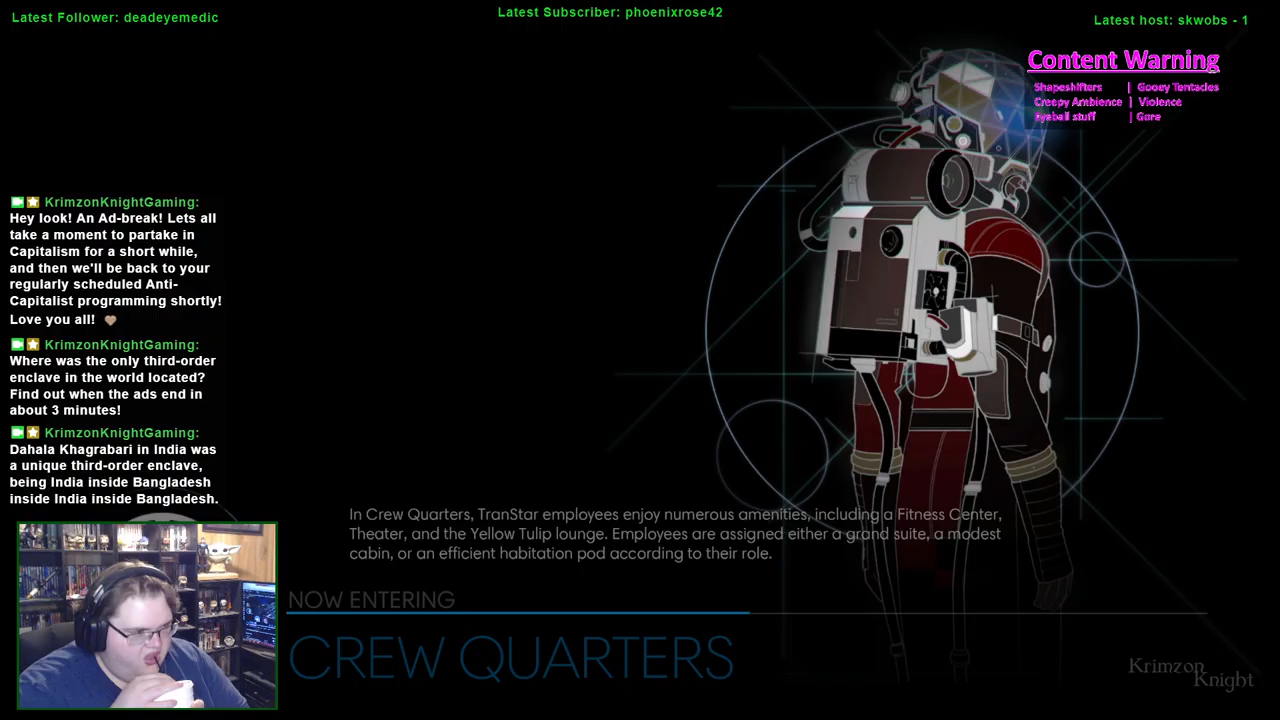 Latest Follower: deadeyemedic
Latest Subscriber: phoenixrose42
Latest host: skwobs - 1
Content Warning
Shapeshifters | Gooey Tentacles
Creepy Ambience | Violence
Eyeball stuff | Gore
KrimzonKnightGaming:
Hey look! An Ad-break! Lets all
take a moment to partake in
Capitalism for a short while,
and then we'll be back to your
regularly scheduled Anti-
Capitalist programming shortly!
Love you all!
KrimzonKnightGaming:
Where was the only third-order
enclave in the world located?
Find out when the ads end in
about 3 minutes!
KrimzonKnightGaming:
Dahala Khagrabari in India was
a unique third-order enclave,
being India inside Bangladesh
inside India inside Bangladesh.
In Crew Quarters, TranStar employees enjoy numerous amenities, including a Fitness Center,
Theater, and the Yellow Tulip lounge. Employees are assigned either a grand suite, a modest
cabin, or an efficient habitation pod according to their role.
NOW ENTERING
CREW QUARTERS
Krimzon
Knight